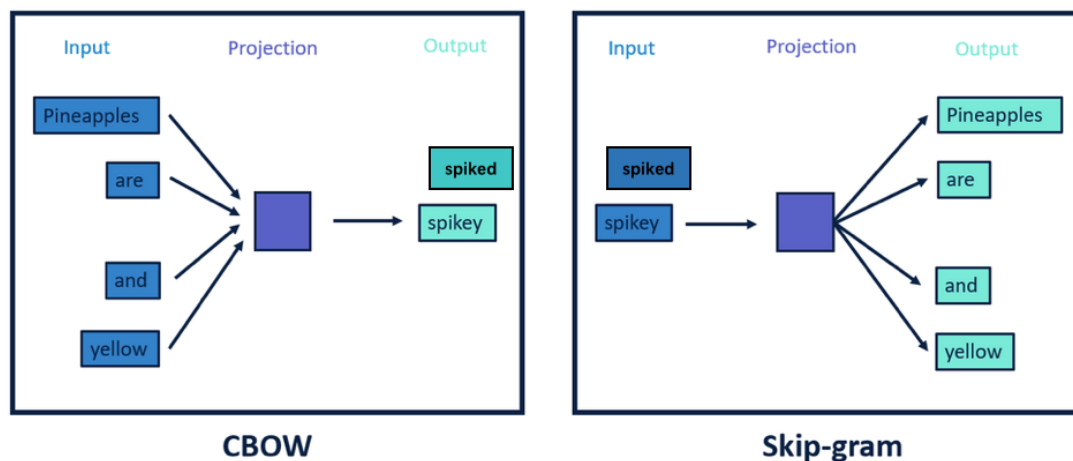 Input
Projection
Output
Pineapples
are
and
yellow
spiked
spikey
CBOW
Input
Projection
Output
spiked
spikey
Pineapples
are
and
yellow
Skip-gram